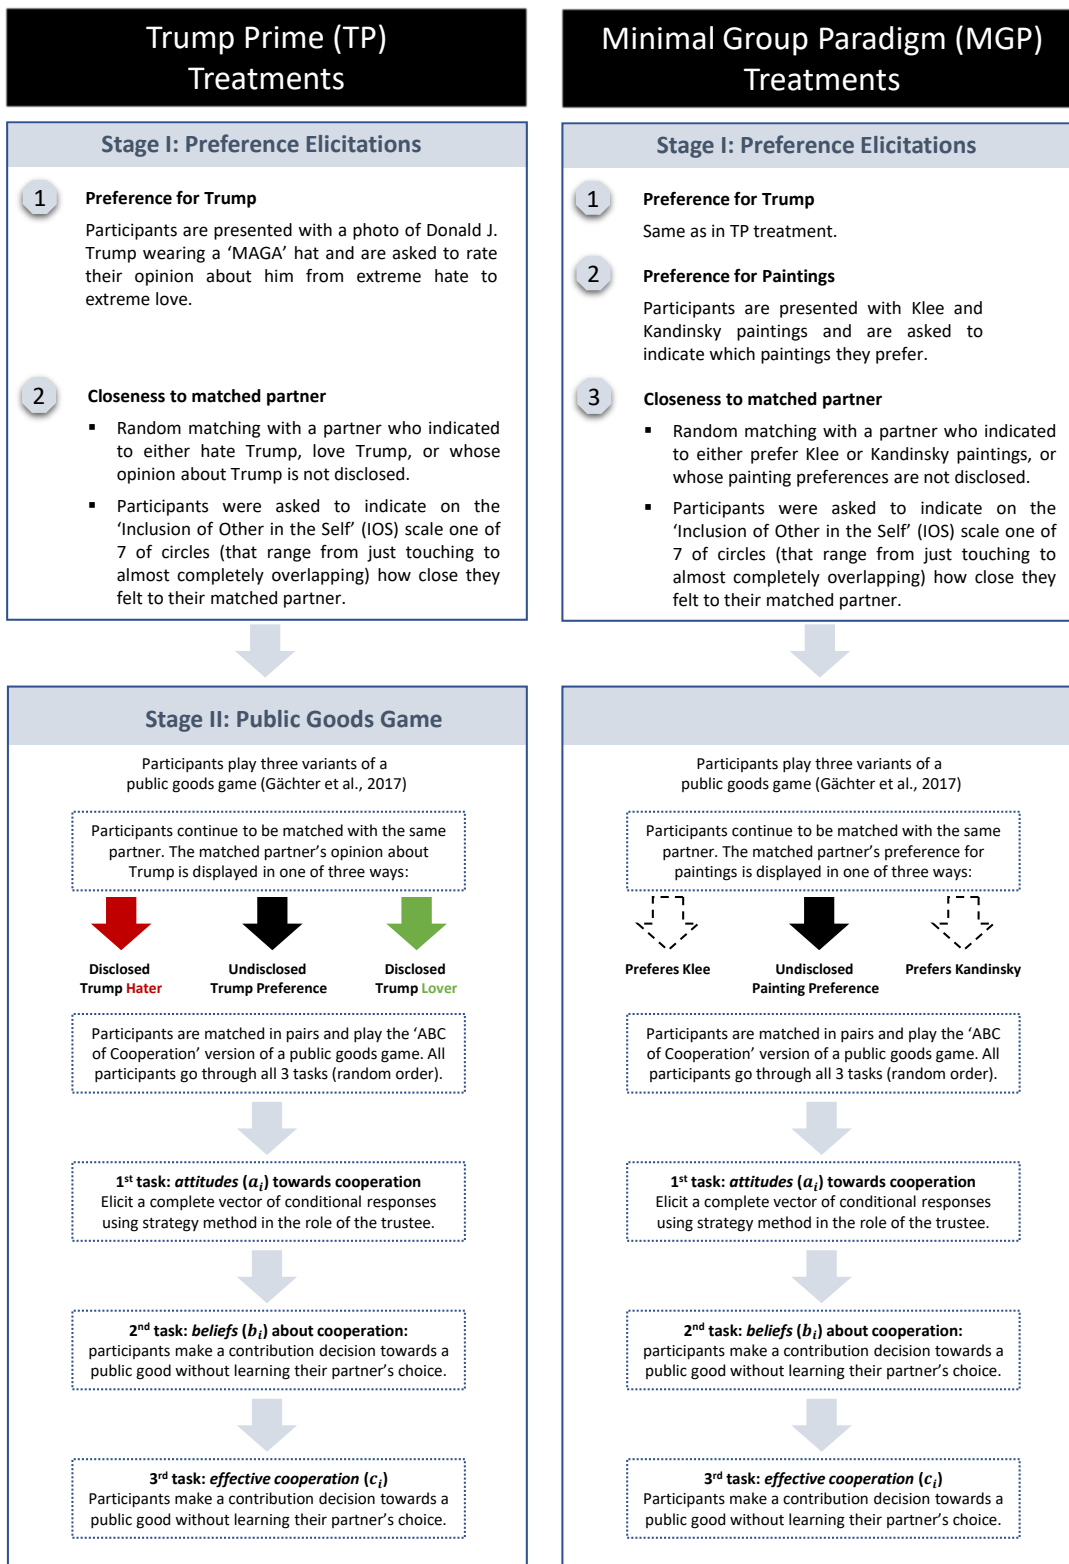 Trump Prime (TP)
Treatments
Stage I: Preference Elicitations
1
Preference for Trump
Participants are presented with a photo of Donald J.
Trump wearing a ‘MAGA’ hat and are asked to rate
their opinion about him from extreme hate to
extreme love.
2
Closeness to matched partner
▪ Random matching with a partner who indicated
to either hate Trump, love Trump, or whose
opinion about Trump is not disclosed.
▪ Participants were asked to indicate on the
‘Inclusion of Other in the Self’ (IOS) scale one of
7 of circles (that range from just touching to
almost completely overlapping) how close they
felt to their matched partner.
Stage II: Public Goods Game
Participants play three variants of a
public goods game (Gächter et al., 2017)
Participants continue to be matched with the same
partner. The matched partner’s opinion about
Trump is displayed in one of three ways:
Disclosed
Trump Hater
Undisclosed
Trump Preference
Disclosed
Trump Lover
Participants are matched in pairs and play the ‘ABC
of Cooperation’ version of a public goods game. All
participants go through all 3 tasks (random order).
1st task: attitudes (a_i) towards cooperation
Elicit a complete vector of conditional responses
using strategy method in the role of the trustee.
2nd task: beliefs (b_i) about cooperation:
participants make a contribution decision towards a
public good without learning their partner’s choice.
3rd task: effective cooperation (c_i)
Participants make a contribution decision towards a
public good without learning their partner’s choice.
Minimal Group Paradigm (MGP)
Treatments
Stage I: Preference Elicitations
1
Preference for Trump
Same as in TP treatment.
2
Preference for Paintings
Participants are presented with Klee and
Kandinsky paintings and are asked to
indicate which paintings they prefer.
3
Closeness to matched partner
▪ Random matching with a partner who indicated
to either prefer Klee or Kandinsky paintings, or
whose painting preferences are not disclosed.
▪ Participants were asked to indicate on the
‘Inclusion of Other in the Self’ (IOS) scale one of
7 of circles (that range from just touching to
almost completely overlapping) how close they
felt to their matched partner.
Participants play three variants of a
public goods game (Gächter et al., 2017)
Participants continue to be matched with the same
partner. The matched partner’s preference for
paintings is displayed in one of three ways:
Preferes Klee
Undisclosed
Painting Preference
Prefers Kandinsky
Participants are matched in pairs and play the ‘ABC
of Cooperation’ version of a public goods game. All
participants go through all 3 tasks (random order).
1st task: attitudes (a_i) towards cooperation
Elicit a complete vector of conditional responses
using strategy method in the role of the trustee.
2nd task: beliefs (b_i) about cooperation:
participants make a contribution decision towards a
public good without learning their partner’s choice.
3rd task: effective cooperation (c_i)
Participants make a contribution decision towards a
public good without learning their partner’s choice.